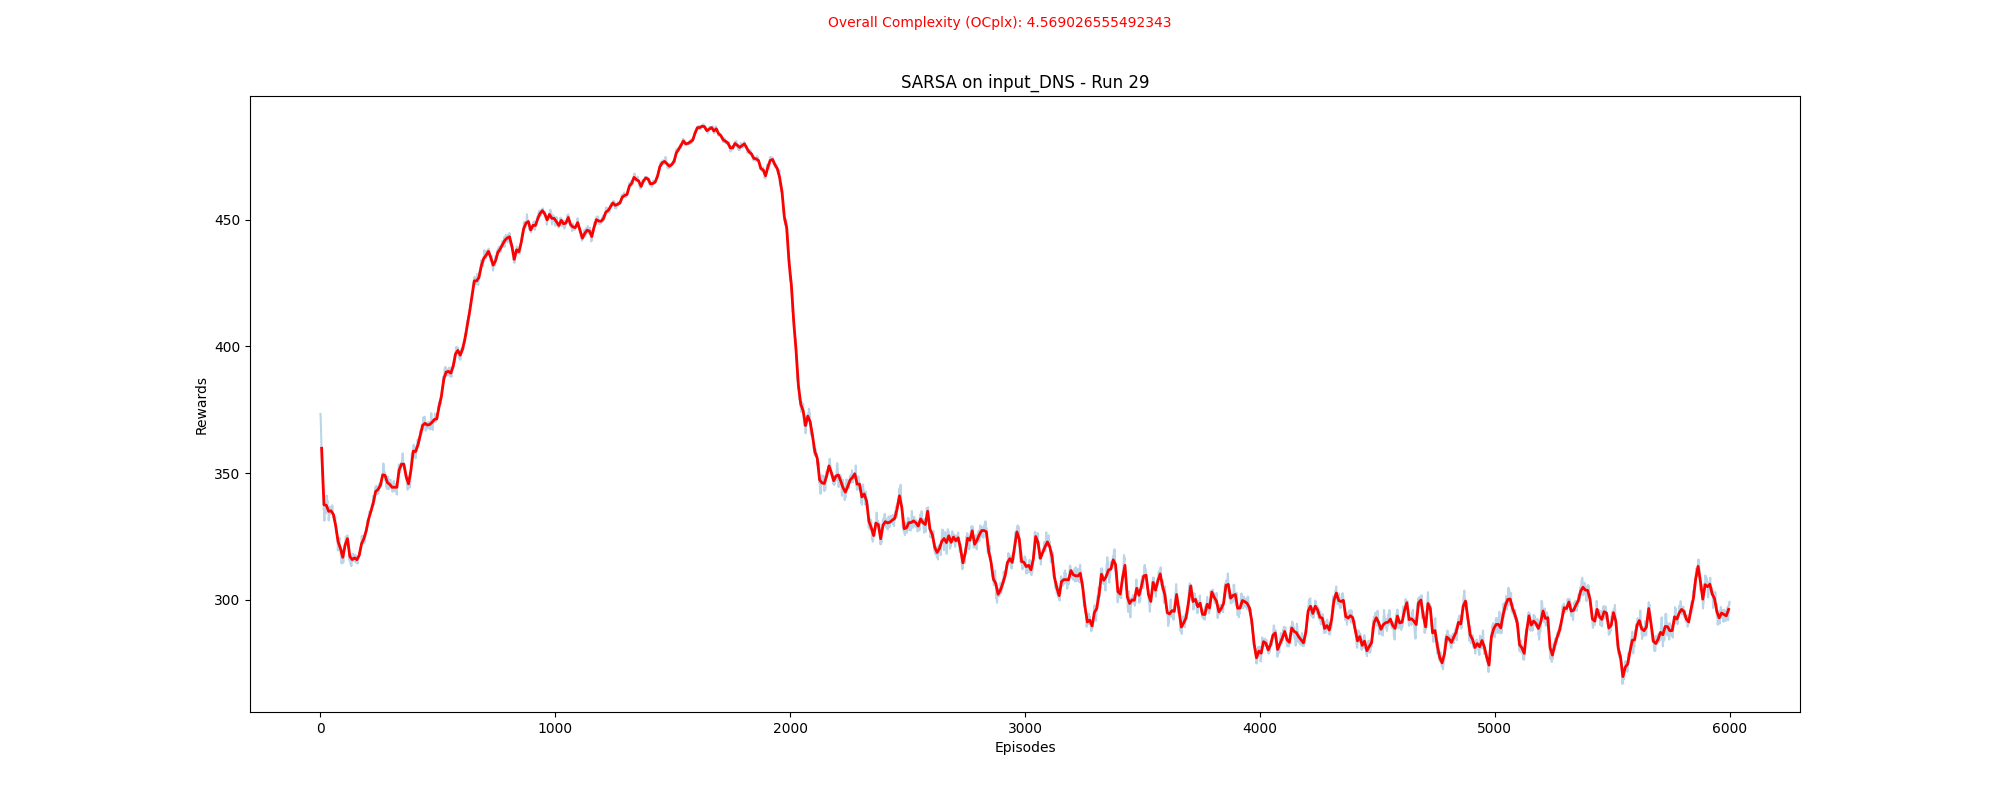 Overall Complexity (OCplx): 4.569026555492343
SARSA on input_DNS - Run 29
Rewards
450
400
350
300
0 1000 2000 3000 4000 5000 6000
Episodes